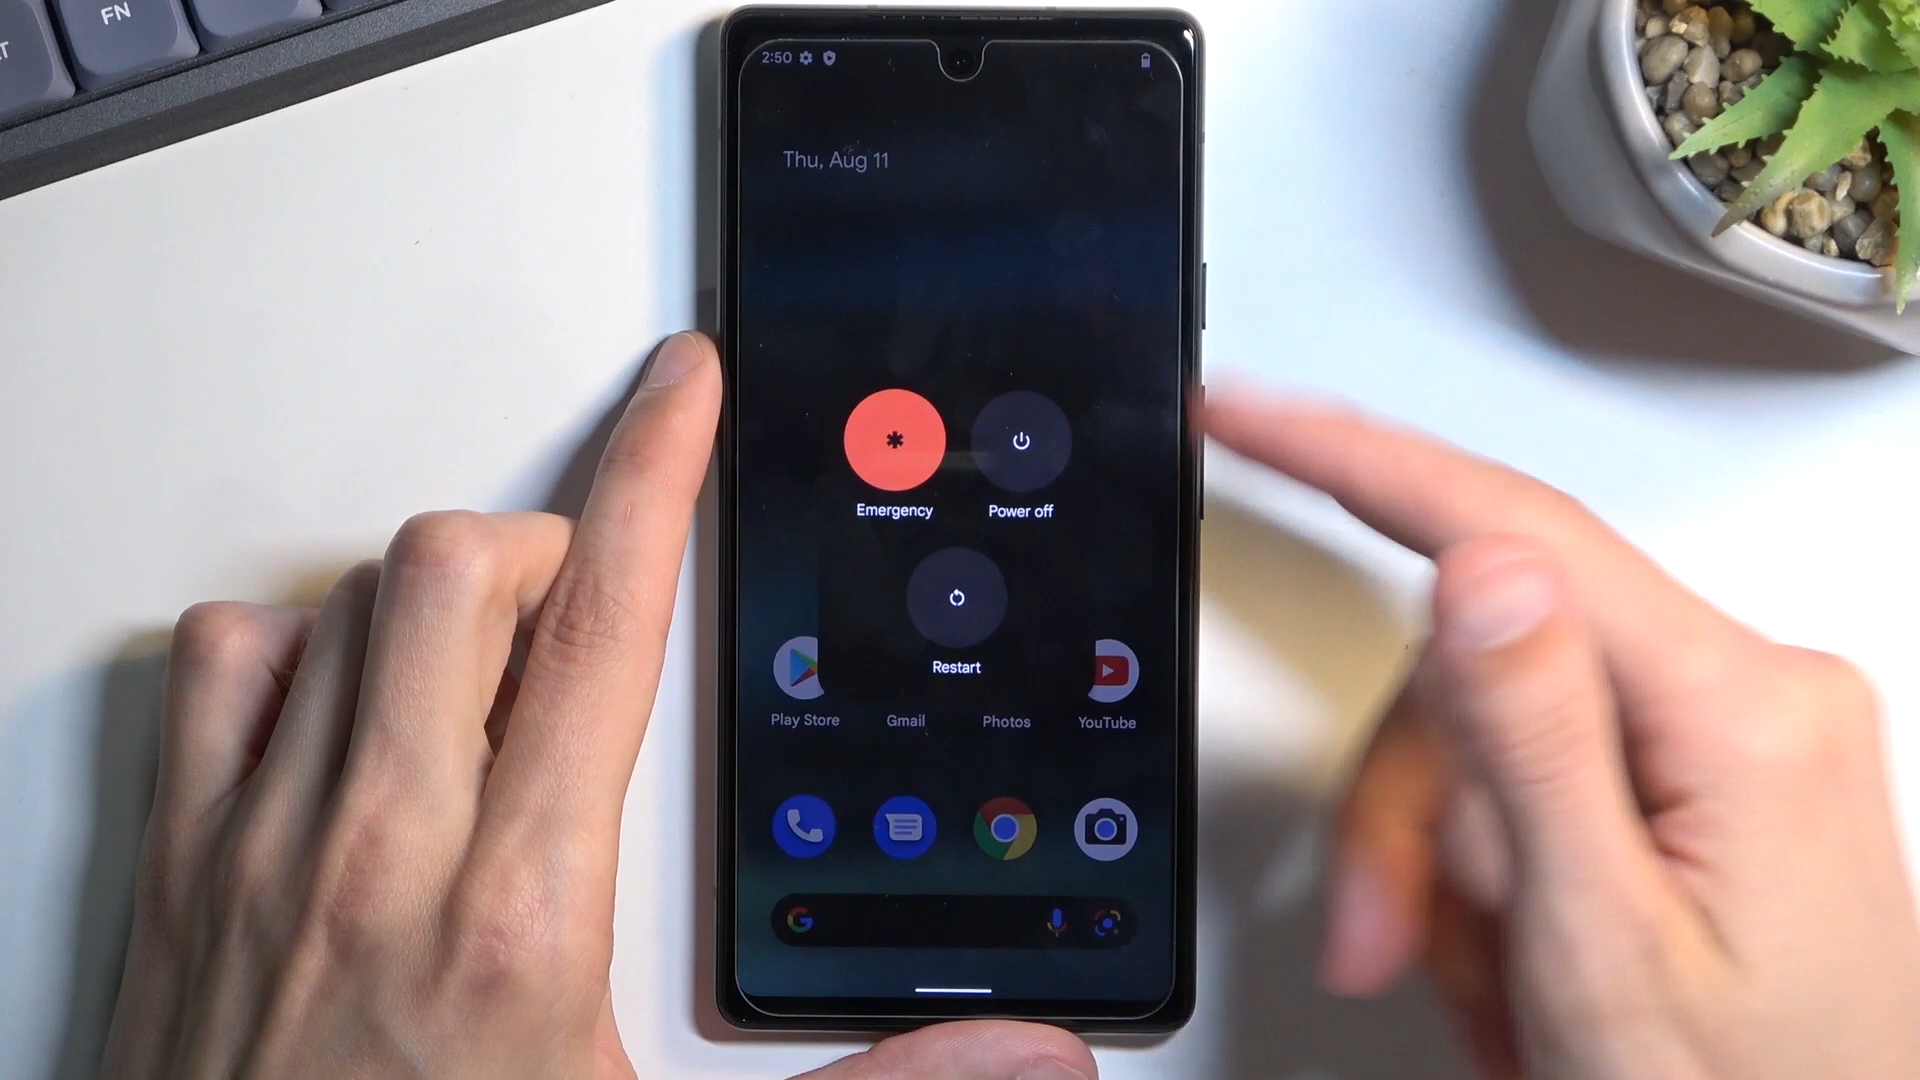 FN
2:50
Thu, Aug 11
Emergency
Power off
Restart
Play Store
Gmail
Photos
YouTube